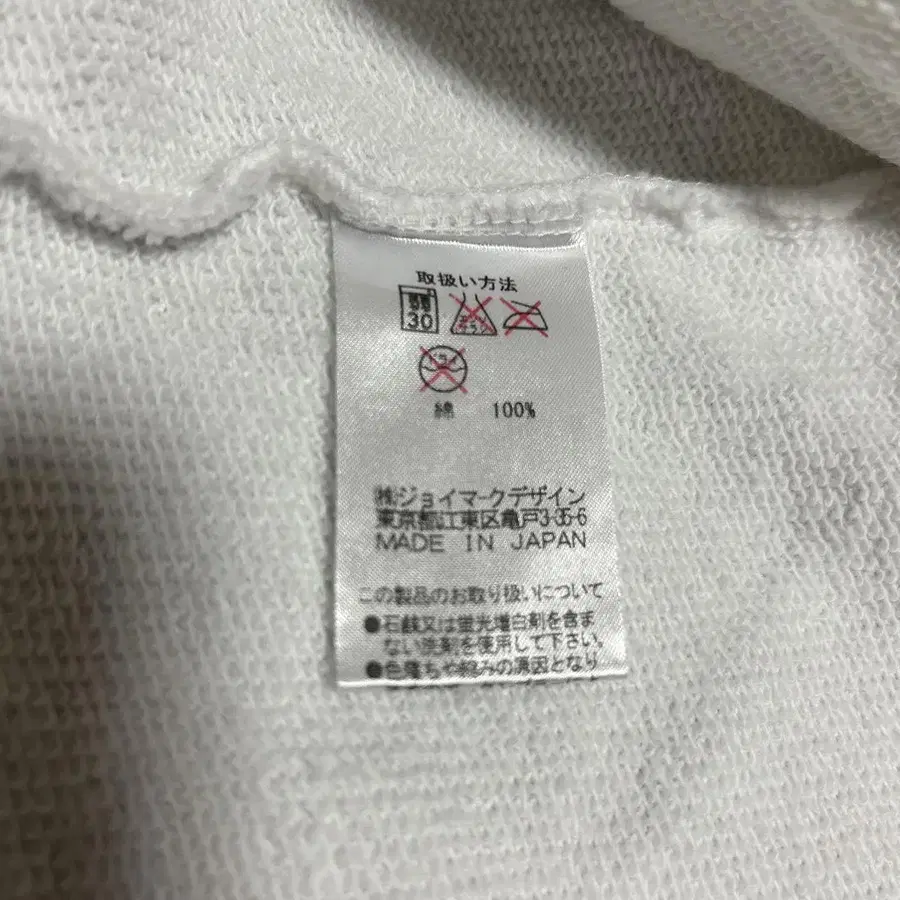 取扱い方法
30
ドライ
綿 100%
㈱ジョイマークデザイン
東京都江東区亀戸3-35-6
MADE IN JAPAN
この製品のお取り扱いについて
●石鹸又は蛍光増白剤を含ま
ない洗剤を使用して下さい。
●色落ちや縮みの原因となり